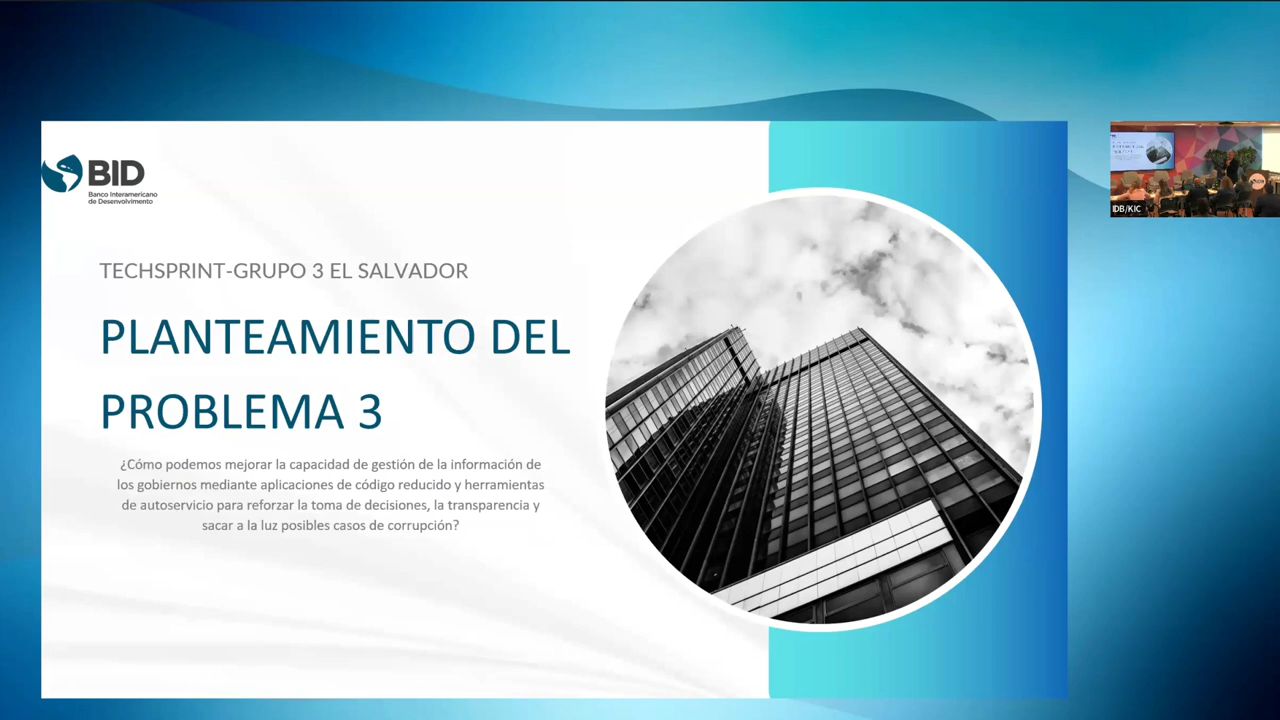 BID
Banco Interamericano
de Desenvolvimento
TECHSPRINT-GRUPO 3 EL SALVADOR
PLANTEAMIENTO DEL
PROBLEMA 3
¿Cómo podemos mejorar la capacidad de gestión de la información de
los gobiernos mediante aplicaciones de código reducido y herramientas
de autoservicio para reforzar la toma de decisiones, la transparencia y
sacar a la luz posibles casos de corrupción?
IDB/KIC